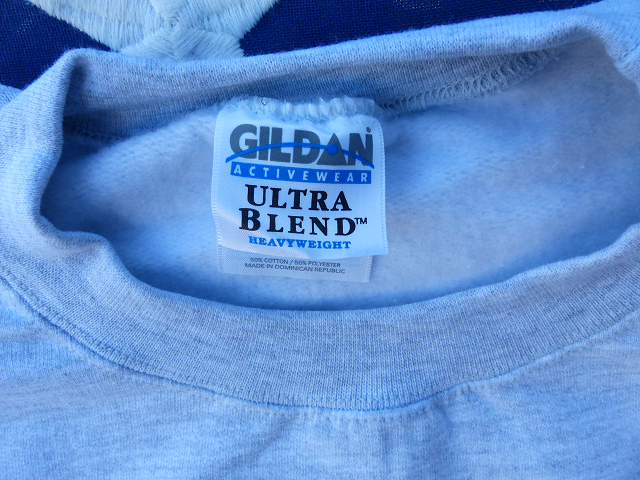 GILDAN
ACTIVEWEAR
ULTRA
BLEND™
HEAVYWEIGHT
50% COTTON / 50% POLYESTER
MADE IN DOMINICAN REPUBLIC